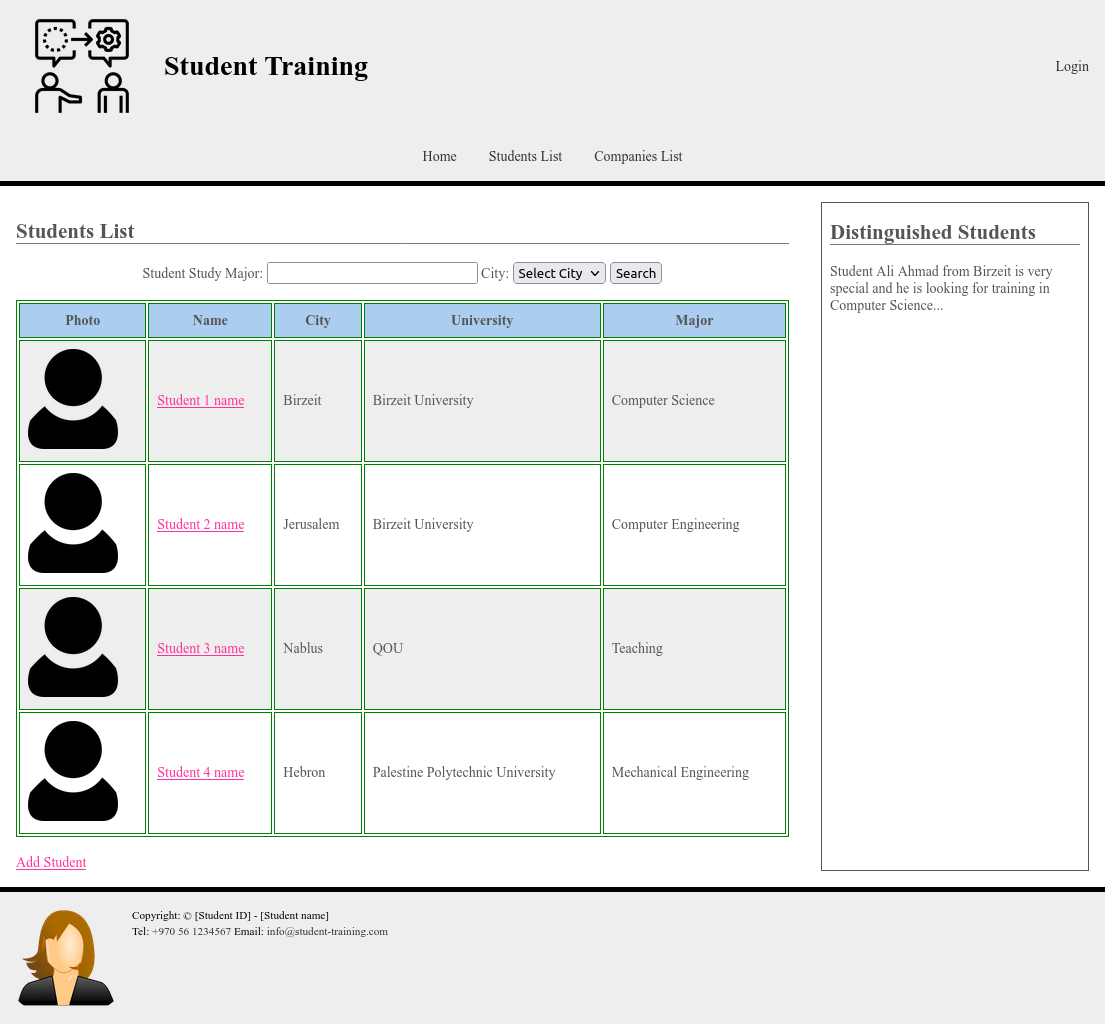 Student Training
Login
Home Students List Companies List
Students List
Student Study Major: City: Select City Search
Photo Name City University Major
Student 1 name Birzeit Birzeit University Computer Science
Student 2 name Jerusalem Birzeit University Computer Engineering
Student 3 name Nablus QOU Teaching
Student 4 name Hebron Palestine Polytechnic University Mechanical Engineering
Add Student
Distinguished Students
Student Ali Ahmad from Birzeit is very
special and he is looking for training in
Computer Science...
Copyright: © [Student ID] - [Student name]
Tel: +970 56 1234567 Email: info@student-training.com